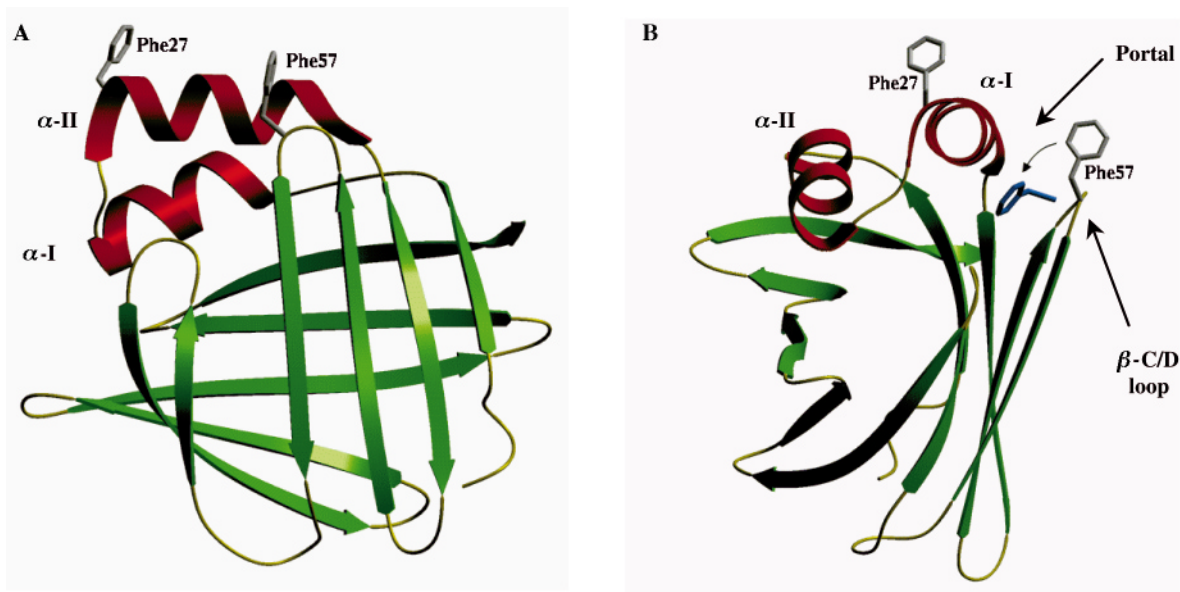 A
Phe27
Phe57
α-II
α-I
B
Portal
Phe27
α-I
α-II
Phe57
β-C/D
loop